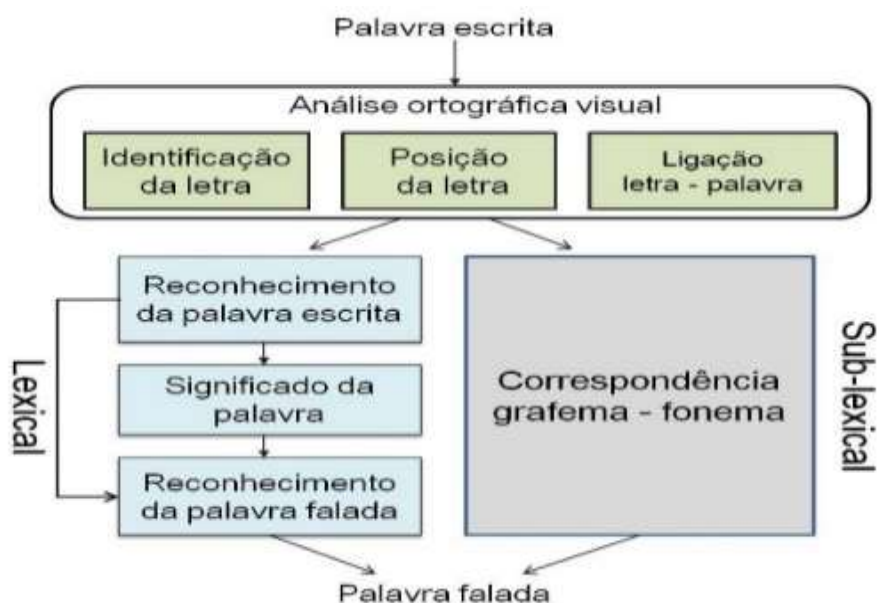 Palavra escrita
Análise ortográfica visual
Identificação
da letra
Posição
da letra
Ligação
letra - palavra
Lexical
Reconhecimento
da palavra escrita
Significado da
palavra
Reconhecimento
da palavra falada
Correspondência
grafema - fonema
Sub-lexical
Palavra falada